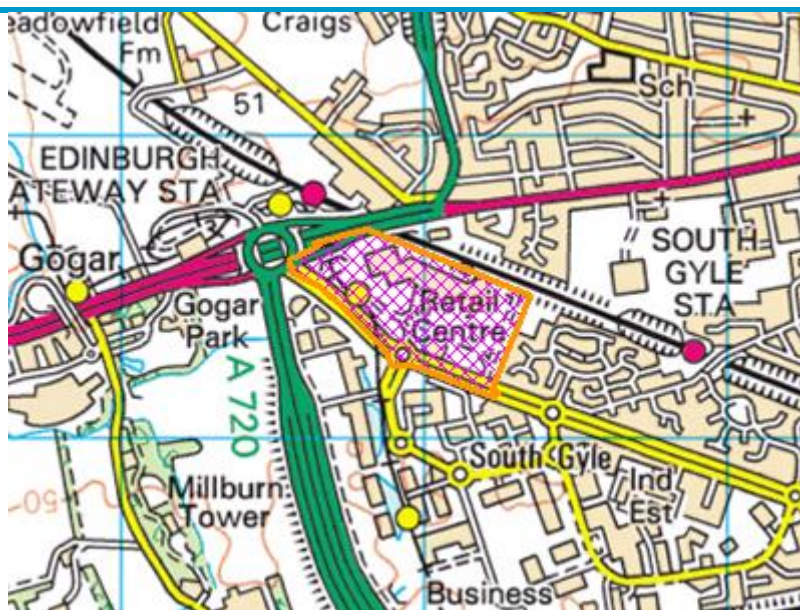 eadowfield
Fm
Craigs
51
Sch
EDINBURGH
ATEWAY STA
Gogar
SOUTH
GYLE
STA
Gogar
Park
Retail
Centre
A 720
50
South Gyle
Ind
Est
Millburn
Tower
Business